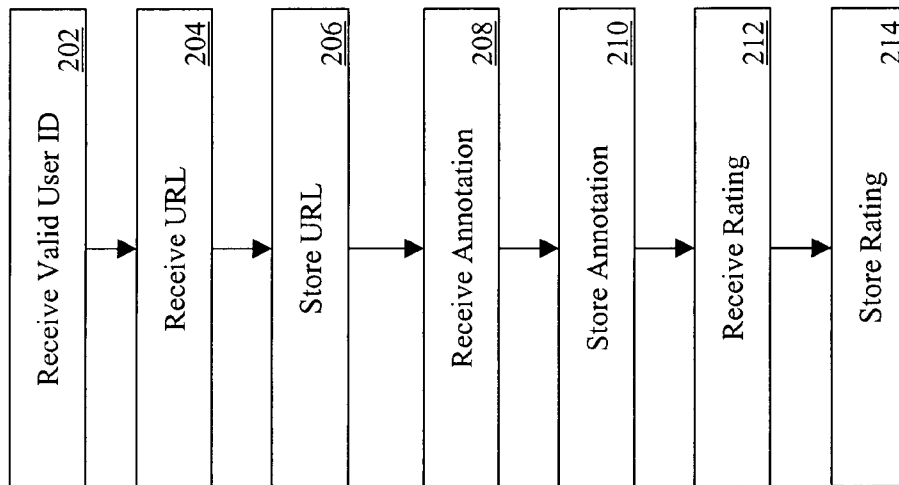 Receive Valid User ID 202
Receive URL 204
Store URL 206
Receive Annotation 208
Store Annotation 210
Receive Rating 212
Store Rating 214